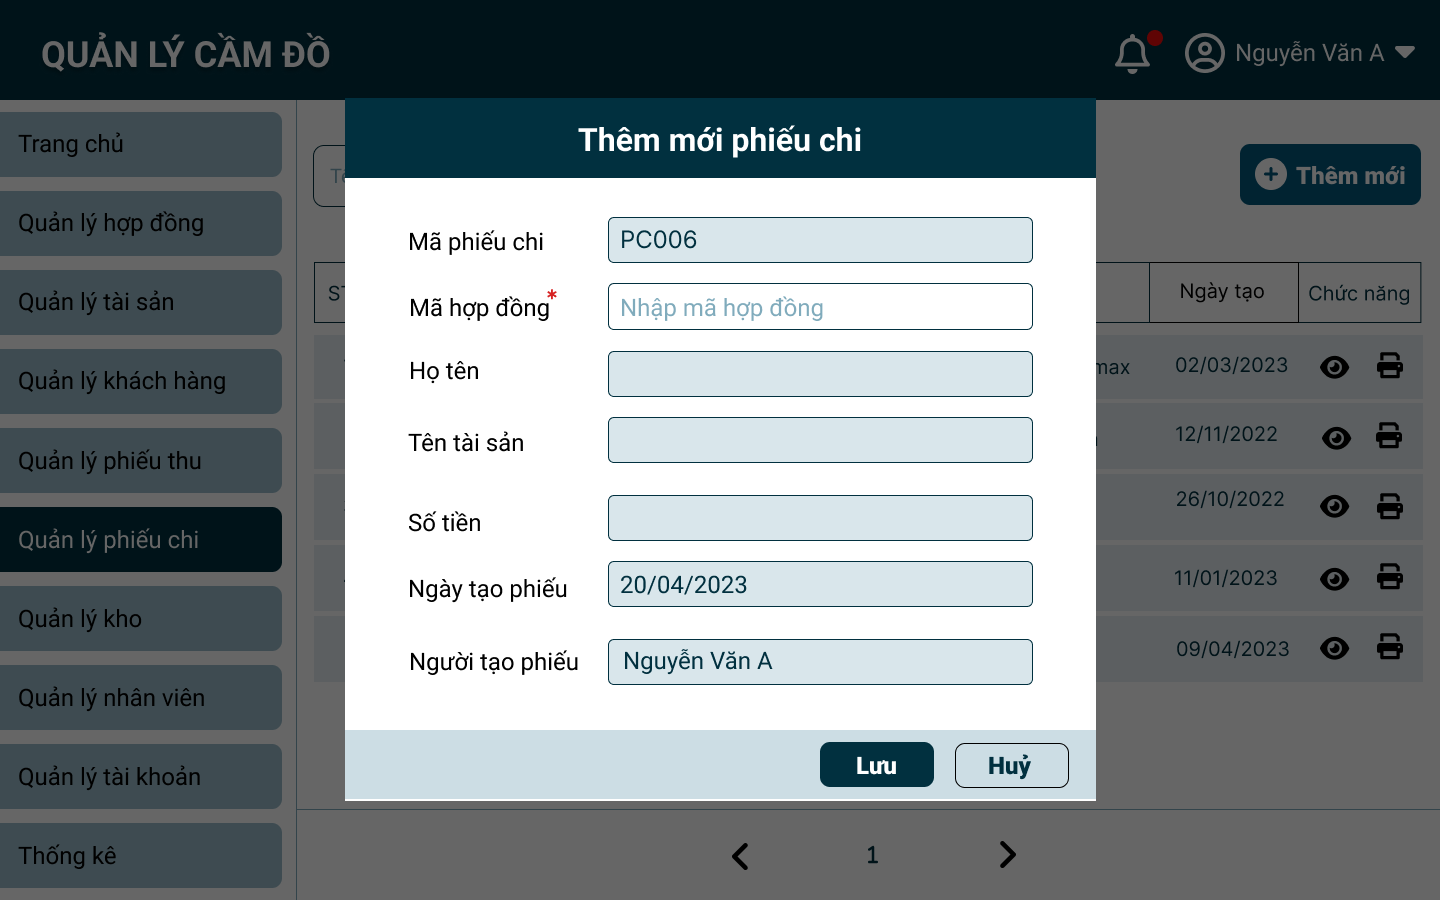 QUẢN LÝ CẦM ĐỒ
Nguyễn Văn A
Trang chủ
Quản lý hợp đồng
Quản lý tài sản
Quản lý khách hàng
Quản lý phiếu thu
Quản lý phiếu chi
Quản lý kho
Quản lý nhân viên
Quản lý tài khoản
Thống kê
Thêm mới
Ngày tạo
Chức năng
max
02/03/2023
12/11/2022
26/10/2022
11/01/2023
09/04/2023
Thêm mới phiếu chi
Mã phiếu chi
PC006
Mã hợp đồng*
Nhập mã hợp đồng
Họ tên
Tên tài sản
Số tiền
Ngày tạo phiếu
20/04/2023
Người tạo phiếu
Nguyễn Văn A
Lưu
Huỷ
1